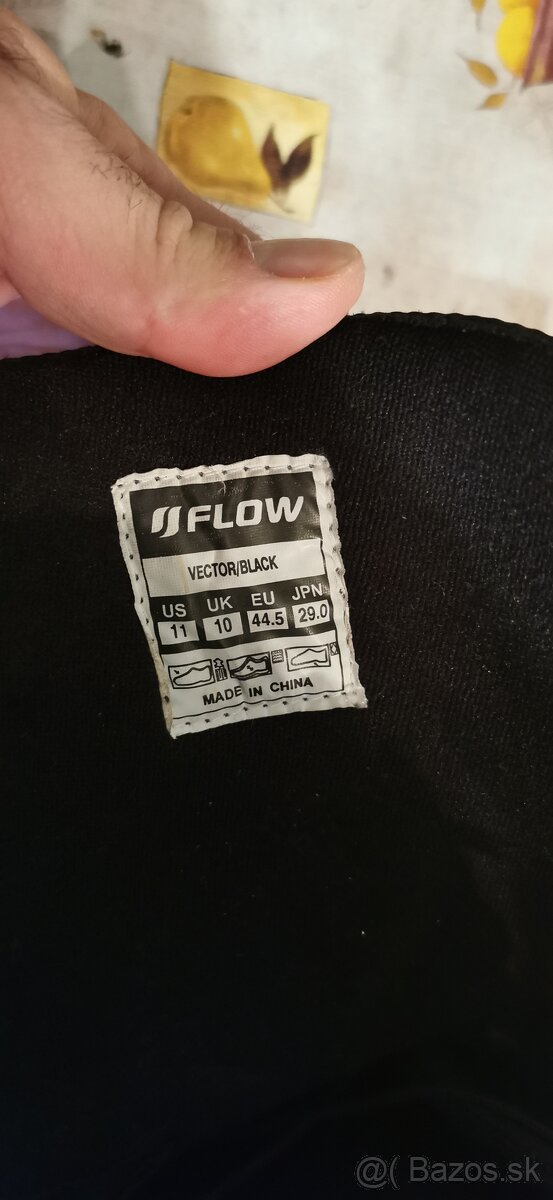 FLOW
VECTOR/BLACK
US UK EU JPN
11 10 44.5 29.0
MADE IN CHINA
@( Bazos.sk